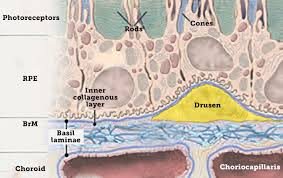 Photoreceptors
Rods
Cones
RPE
Inner
collagenous
layer
Drusen
BrM
Basil
laminae
Choroid
Choriocapillaris